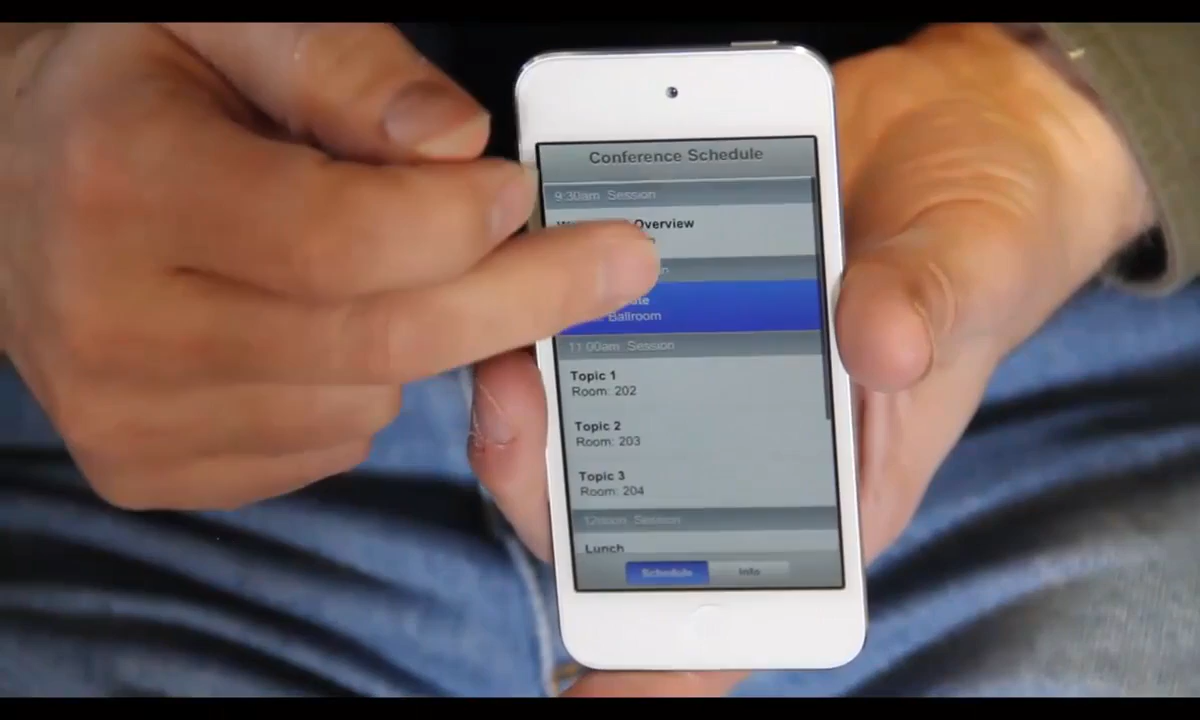 Conference Schedule
9:30am Session
Overview
Ballroom
11:00am Session
Topic 1
Room: 202
Topic 2
Room: 203
Topic 3
Room: 204
12noon Session
Lunch
Schedule Info